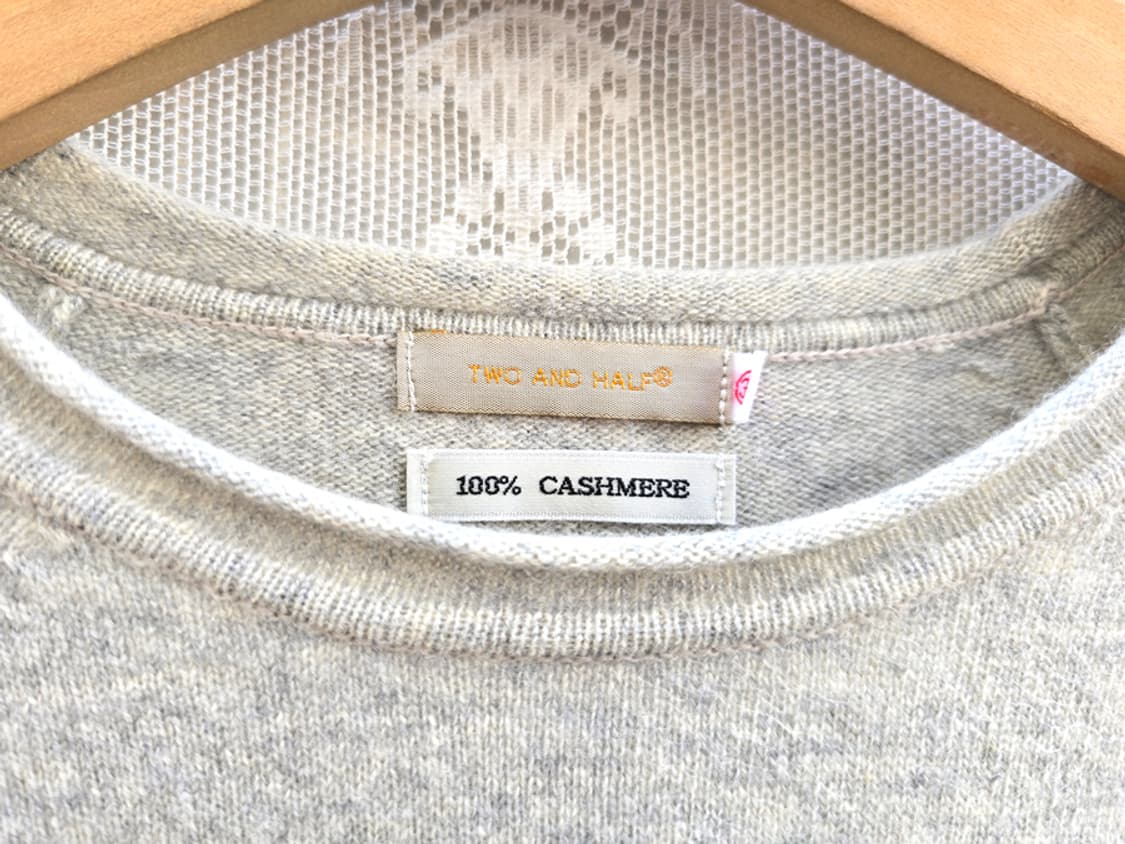 TWO AND HALF®
100% CASHMERE